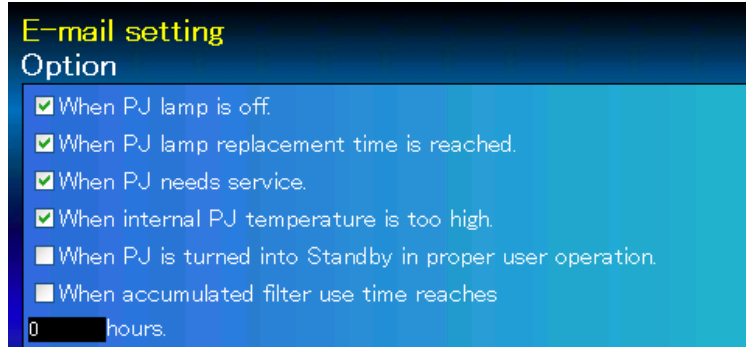 E-mail setting
Option
When PJ lamp is off.
When PJ lamp replacement time is reached.
When PJ needs service.
When internal PJ temperature is too high.
When PJ is turned into Standby in proper user operation.
When accumulated filter use time reaches
0 hours.